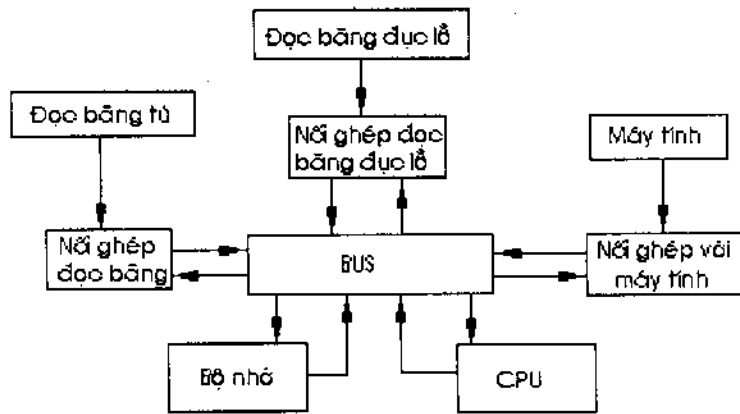 Đọc băng đục lỗ
Đọc băng từ
Nối ghép đọc
băng đục lỗ
Máy tính
Nối ghép
đọc băng
BUS
Nối ghép với
máy tính
Bộ nhớ
CPU